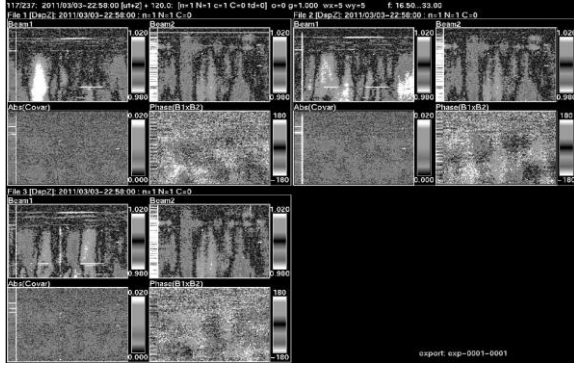 117/237: 2011/03/03-22:58:00 [ut+2] + 120.0: [n=1 N=1 c=1 C=0 td=0] o=0 g=1.000 wx=5 wy=5 f: 16.50...33.00
File 1 [DspZ]: 2011/03/03-22:58:00 : n=1 N=1 C=0
File 2 [DspZ]: 2011/03/03-22:58:00 : n=1 N=1 C=0
Beam1
1.020
Beam2
1.020
Beam1
1.020
Beam2
1.020
0.980
0.980
0.980
0.980
Abs(Covar)
0.020
Phase(B1xB2)
180
Abs(Covar)
0.020
Phase(B1xB2)
180
0.000
-180
0.000
-180
File 3 [DspZ]: 2011/03/03-22:58:00 : n=1 N=1 C=0
Beam1
1.020
Beam2
1.020
0.980
0.980
Abs(Covar)
0.020
Phase(B1xB2)
180
0.000
-180
export: exp-0001-0001